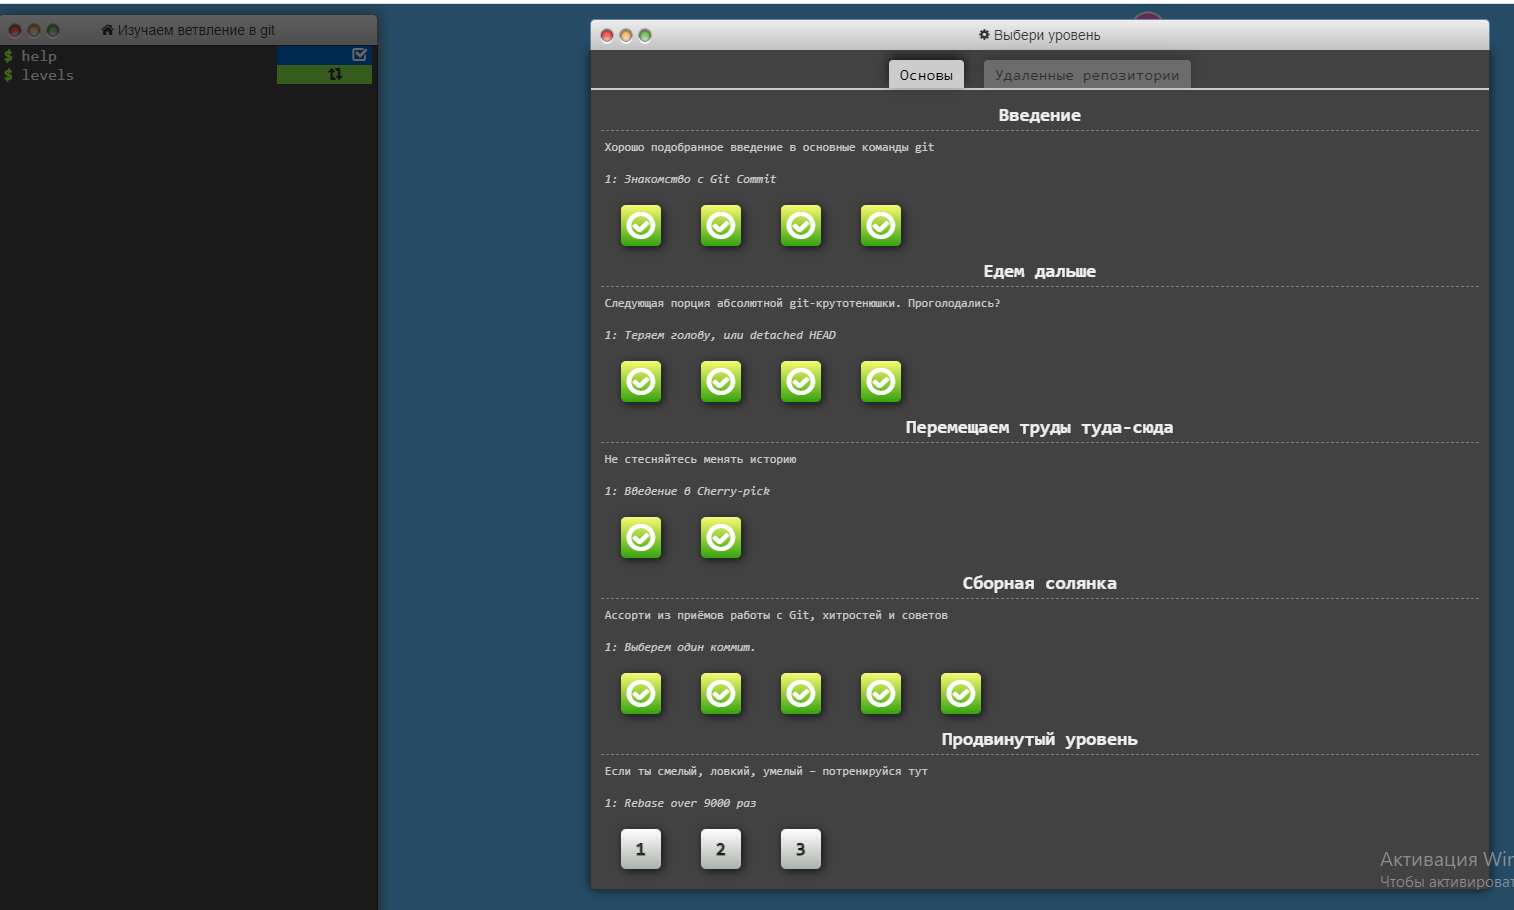 Изучаем ветвление в git
$ help
$ levels
Выбери уровень
Основы
Удаленные репозитории
Введение
Хорошо подобранное введение в основные команды git
1: Знакомство с Git Commit
Едем дальше
Следующая порция абсолютной git-крутотенюшки. Проголодались?
1: Теряем голову, или detached HEAD
Перемещаем труды туда-сюда
Не стесняйтесь менять историю
1: Введение в Cherry-pick
Сборная солянка
Ассорти из приёмов работы с Git, хитростей и советов
1: Выберем один коммит.
Продвинутый уровень
Если ты смелый, ловкий, умелый – потренируйся тут
1: Rebase over 9000 раз
1 2 3
Активация Win
Чтобы активироват